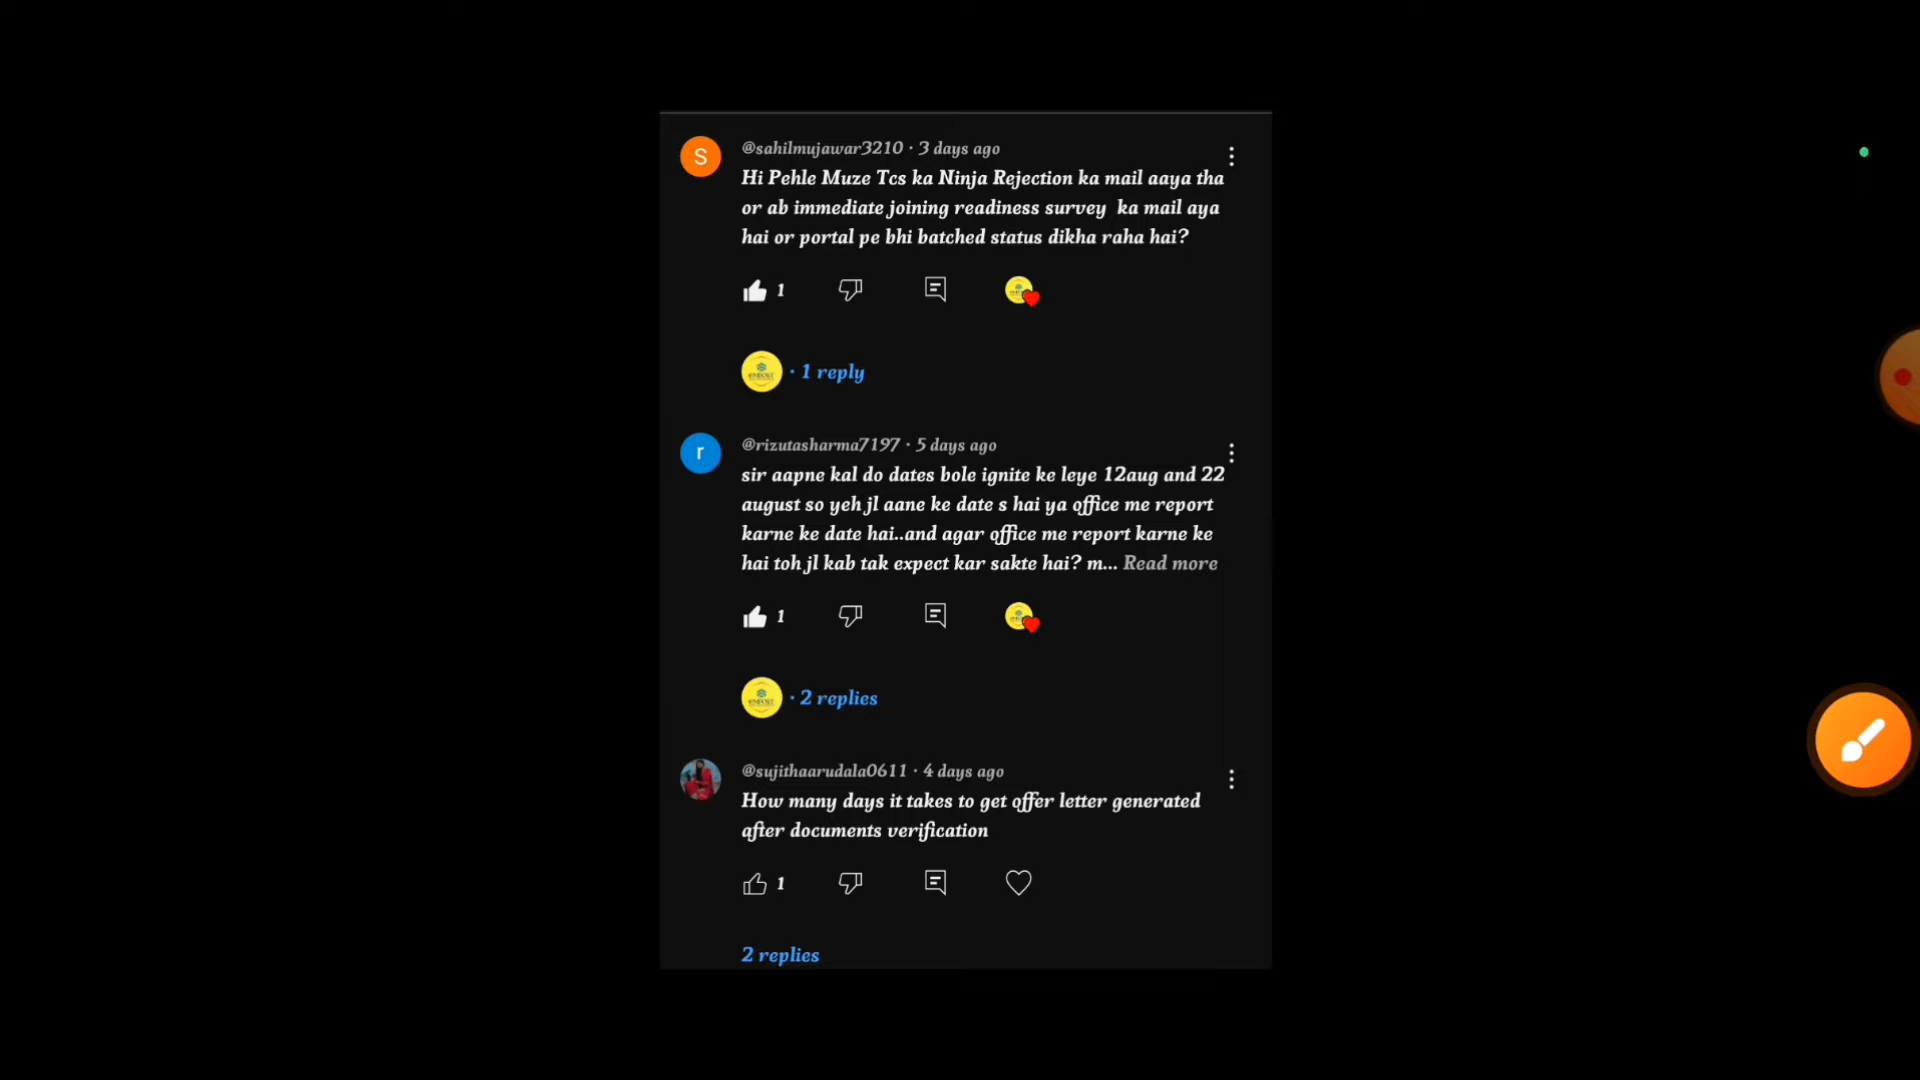 S
@sahilmujawar3210 · 3 days ago
Hi Pehle Muze Tcs ka Ninja Rejection ka mail aaya tha
or ab immediate joining readiness survey ka mail aya
hai or portal pe bhi batched status dikha raha hai?
1
· 1 reply
r
@rizutasharma7197 · 5 days ago
sir aapne kal do dates bole ignite ke leye 12aug and 22
august so yeh jl aane ke date s hai ya office me report
karne ke date hai..and agar office me report karne ke
hai toh jl kab tak expect kar sakte hai? m... Read more
1
· 2 replies
@sujithaarudala0611 · 4 days ago
How many days it takes to get offer letter generated
after documents verification
1
2 replies